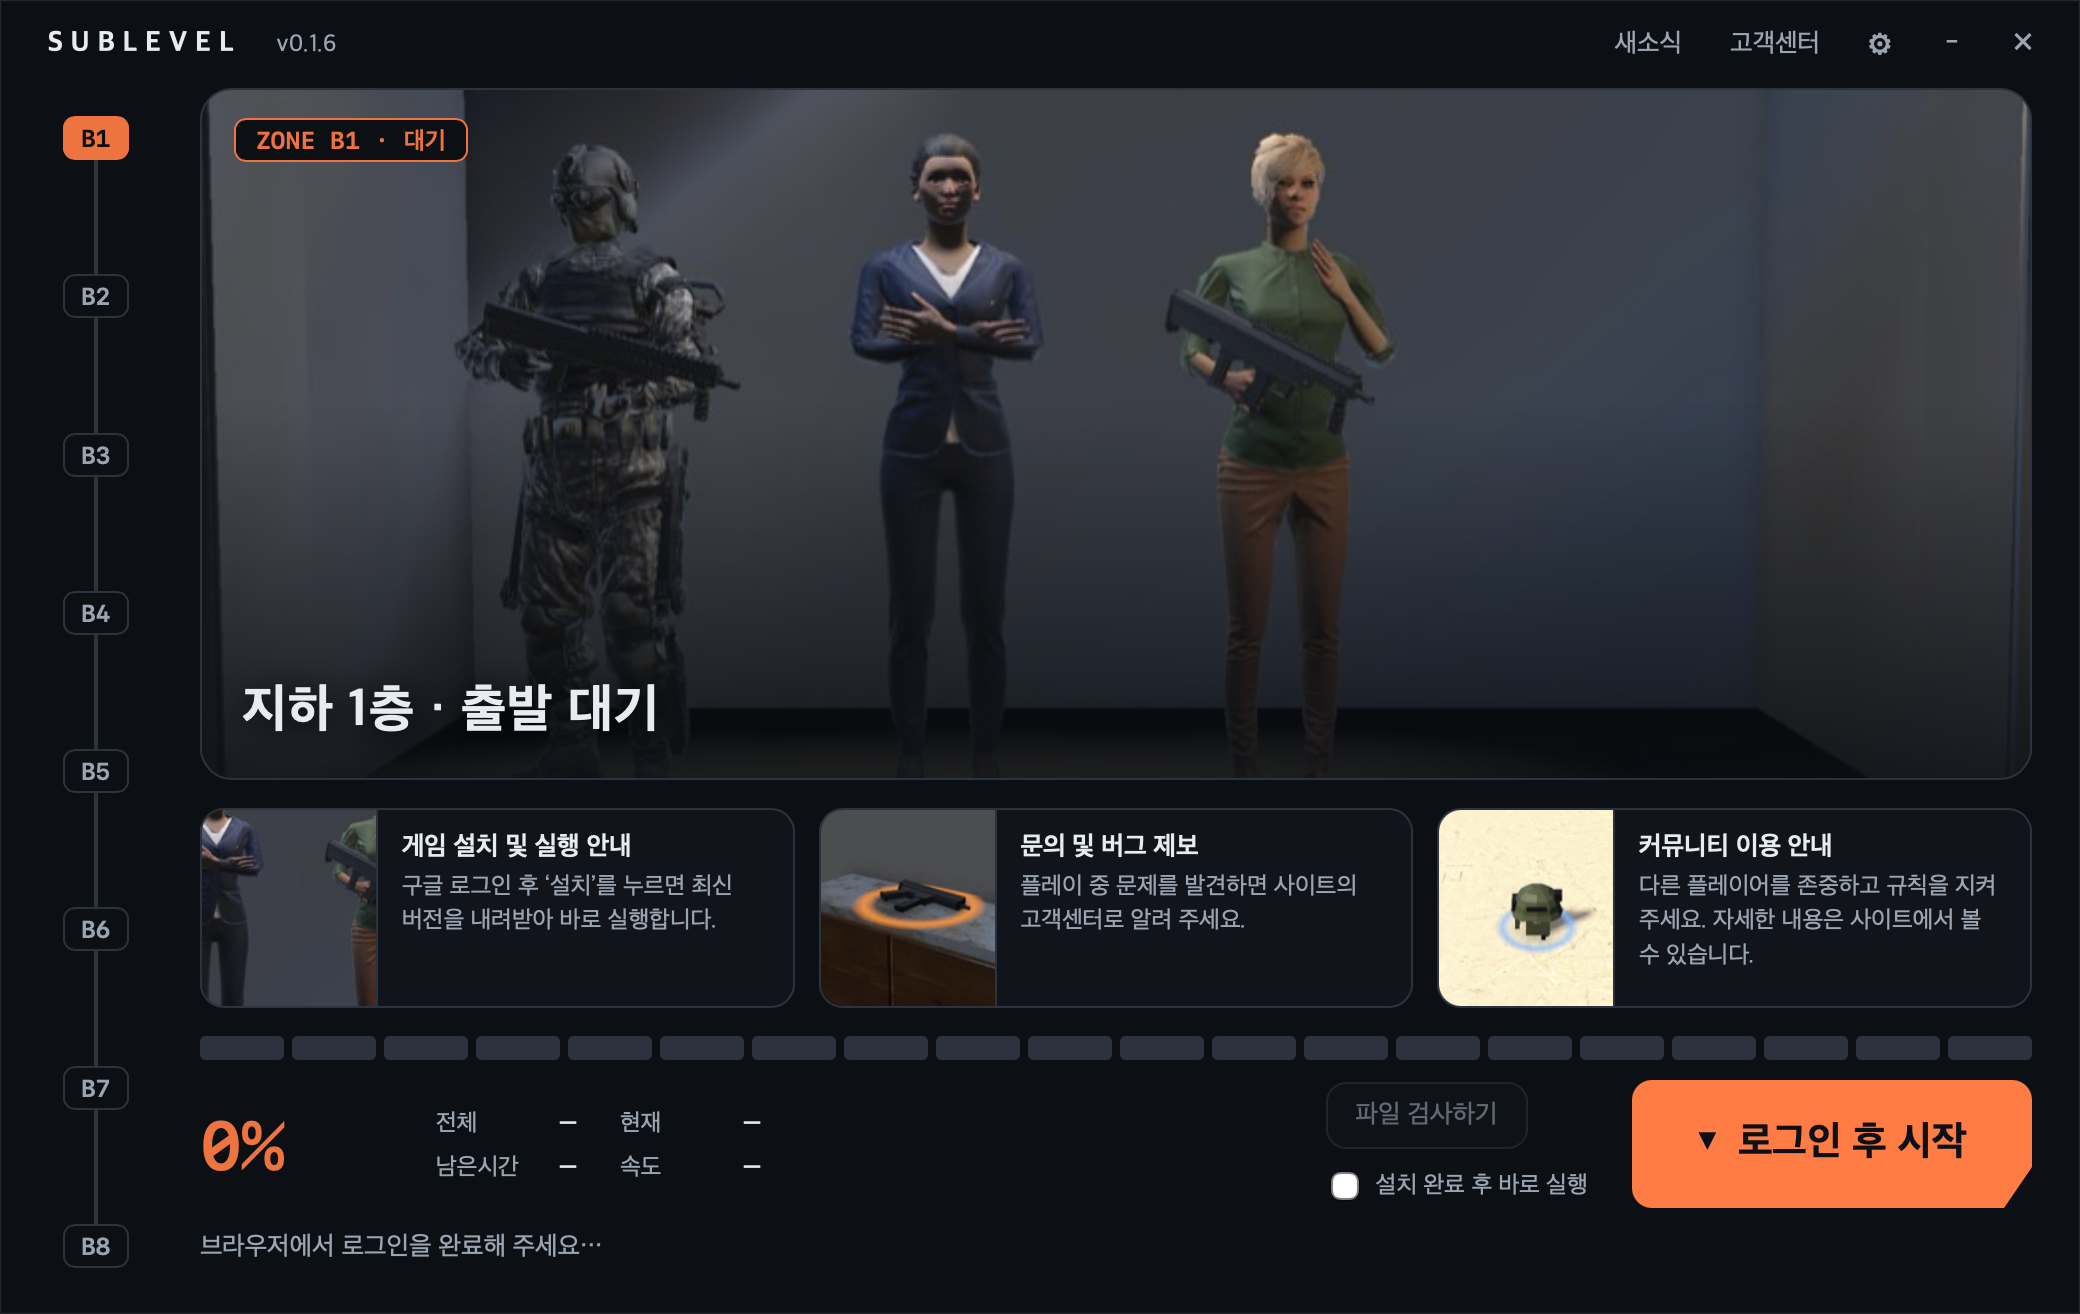 SUBLEVEL v0.1.6 새소식 고객센터
B1
ZONE B1 · 대기
B2
B3
B4
지하 1층 · 출발 대기
B5
게임 설치 및 실행 안내
구글 로그인 후 ‘설치’를 누르면 최신
버전을 내려받아 바로 실행합니다.
문의 및 버그 제보
플레이 중 문제를 발견하면 사이트의
고객센터로 알려 주세요.
커뮤니티 이용 안내
다른 플레이어를 존중하고 규칙을 지켜
주세요. 자세한 내용은 사이트에서 볼
수 있습니다.
B6
B7
0%
전체 – 현재 –
남은시간 – 속도 –
파일 검사하기
설치 완료 후 바로 실행
▼ 로그인 후 시작
B8
브라우저에서 로그인을 완료해 주세요…